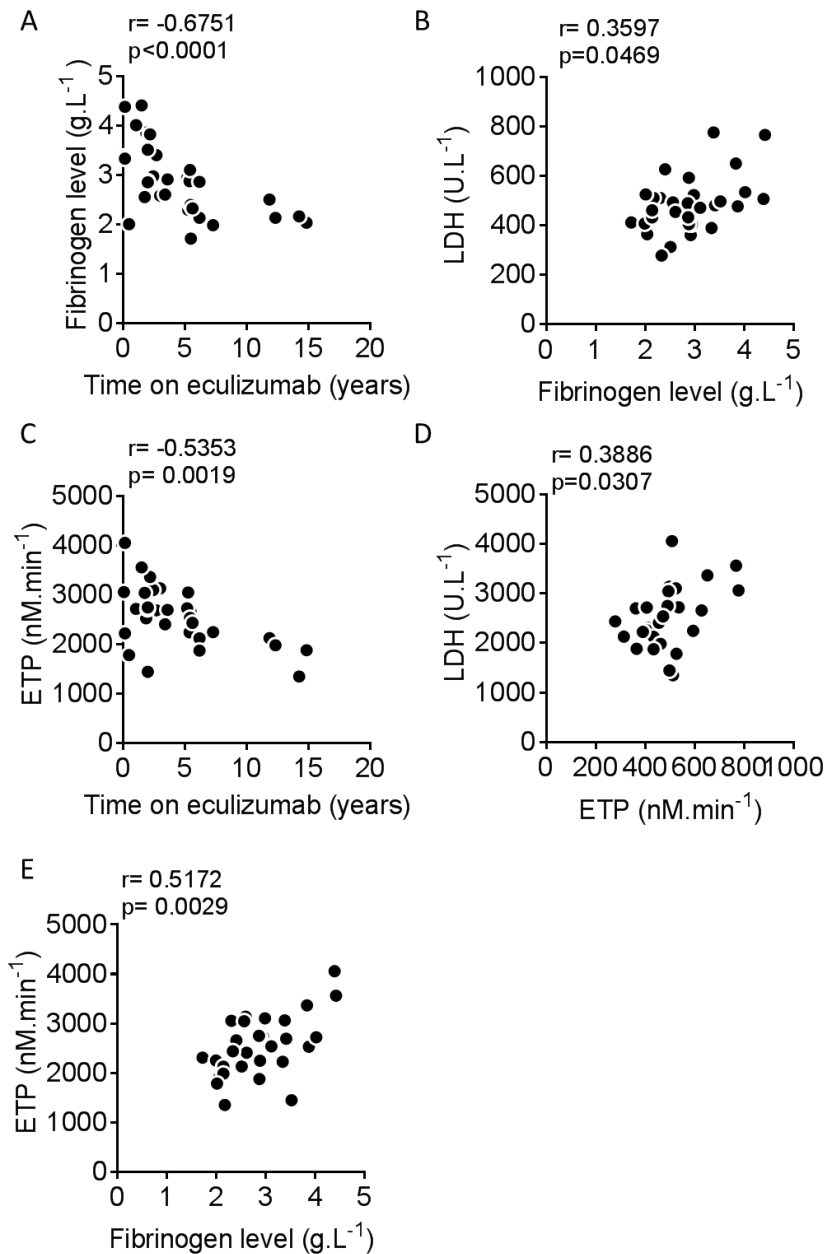 A
r= -0.6751
p<0.0001
Fibrinogen level (g.L⁻¹)
5
4
3
2
1
0
0 5 10 15 20
Time on eculizumab (years)
B
r= 0.3597
p=0.0469
LDH (U.L⁻¹)
1000
800
600
400
200
0
0 1 2 3 4 5
Fibrinogen level (g.L⁻¹)
C
r= -0.5353
p= 0.0019
ETP (nM.min⁻¹)
5000
4000
3000
2000
1000
0
0 5 10 15 20
Time on eculizumab (years)
D
r= 0.3886
p=0.0307
LDH (U.L⁻¹)
5000
4000
3000
2000
1000
0
0 200 400 600 800 1000
ETP (nM.min⁻¹)
E
r= 0.5172
p= 0.0029
ETP (nM.min⁻¹)
5000
4000
3000
2000
1000
0
0 1 2 3 4 5
Fibrinogen level (g.L⁻¹)